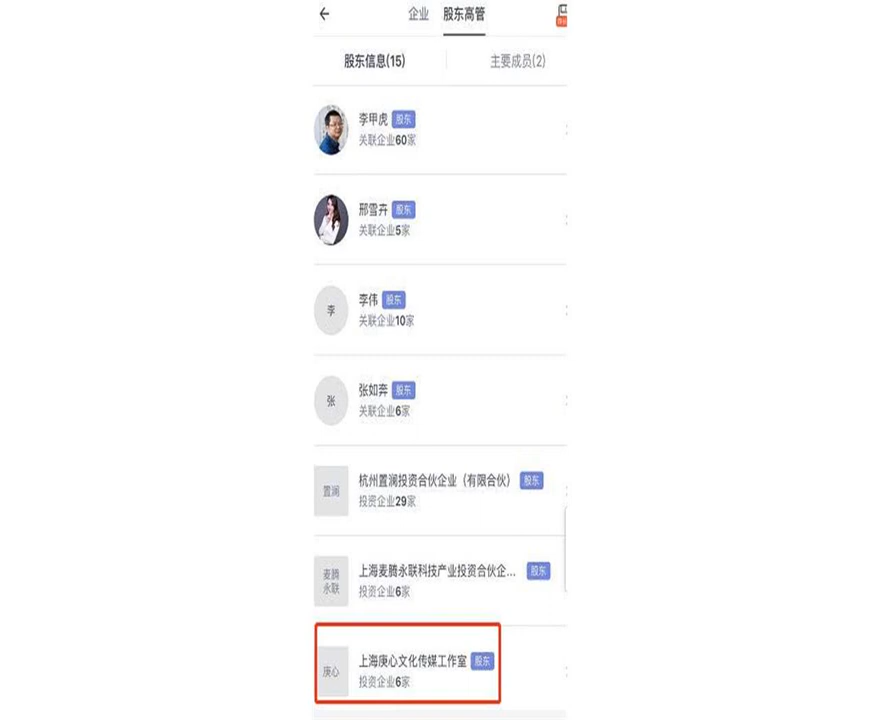 企业 股东高管
股东信息(15) 主要成员(2)
李甲虎 股东
关联企业60家
邢雪卉 股东
关联企业5家
李
李伟 股东
关联企业10家
张
张如奔 股东
关联企业6家
置澜
杭州置澜投资合伙企业（有限合伙） 股东
投资企业29家
麦腾
永联
上海麦腾永联科技产业投资合伙企... 股东
投资企业6家
庚心
上海庚心文化传媒工作室 股东
投资企业6家